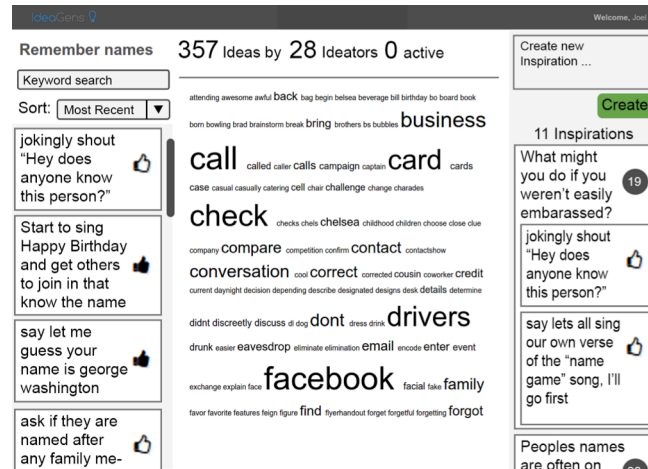 IdeaGens
Welcome, Joel
Remember names
Keyword search
Sort: Most Recent
jokingly shout
“Hey does
anyone know
this person?”
Start to sing
Happy Birthday
and get others
to join in that
know the name
say let me
guess your
name is george
washington
ask if they are
named after
any family me-
357 Ideas by 28 Ideators 0 active
attending awesome awful back bag begin belsea beverage bill birthday bo board book
born bowling brad brainstorm break bring brothers bs bubbles business
call called caller calls campaign captain card cards
case casual casually catering cell chair challenge change charades
check checks chels chelsea childhood children choose close clue
company compare competition confirm contact contactshow
conversation cool correct corrected cousin coworker credit
current daynight decision depending describe designated designs desk details determine
didnt discreetly discuss dl dog dont dress drink drivers
drunk easier eavesdrop eliminate elimination email encode enter event
exchange explain face facebook facial fake family
favor favorite features feign figure find flyerhandout forget forgetful forgetting forgot
Create new
Inspiration ...
Create
11 Inspirations
What might
you do if you
weren’t easily
embarassed?
19
jokingly shout
“Hey does
anyone know
this person?”
say lets all sing
our own verse
of the “name
game” song, I’ll
go first
Peoples names
are often on